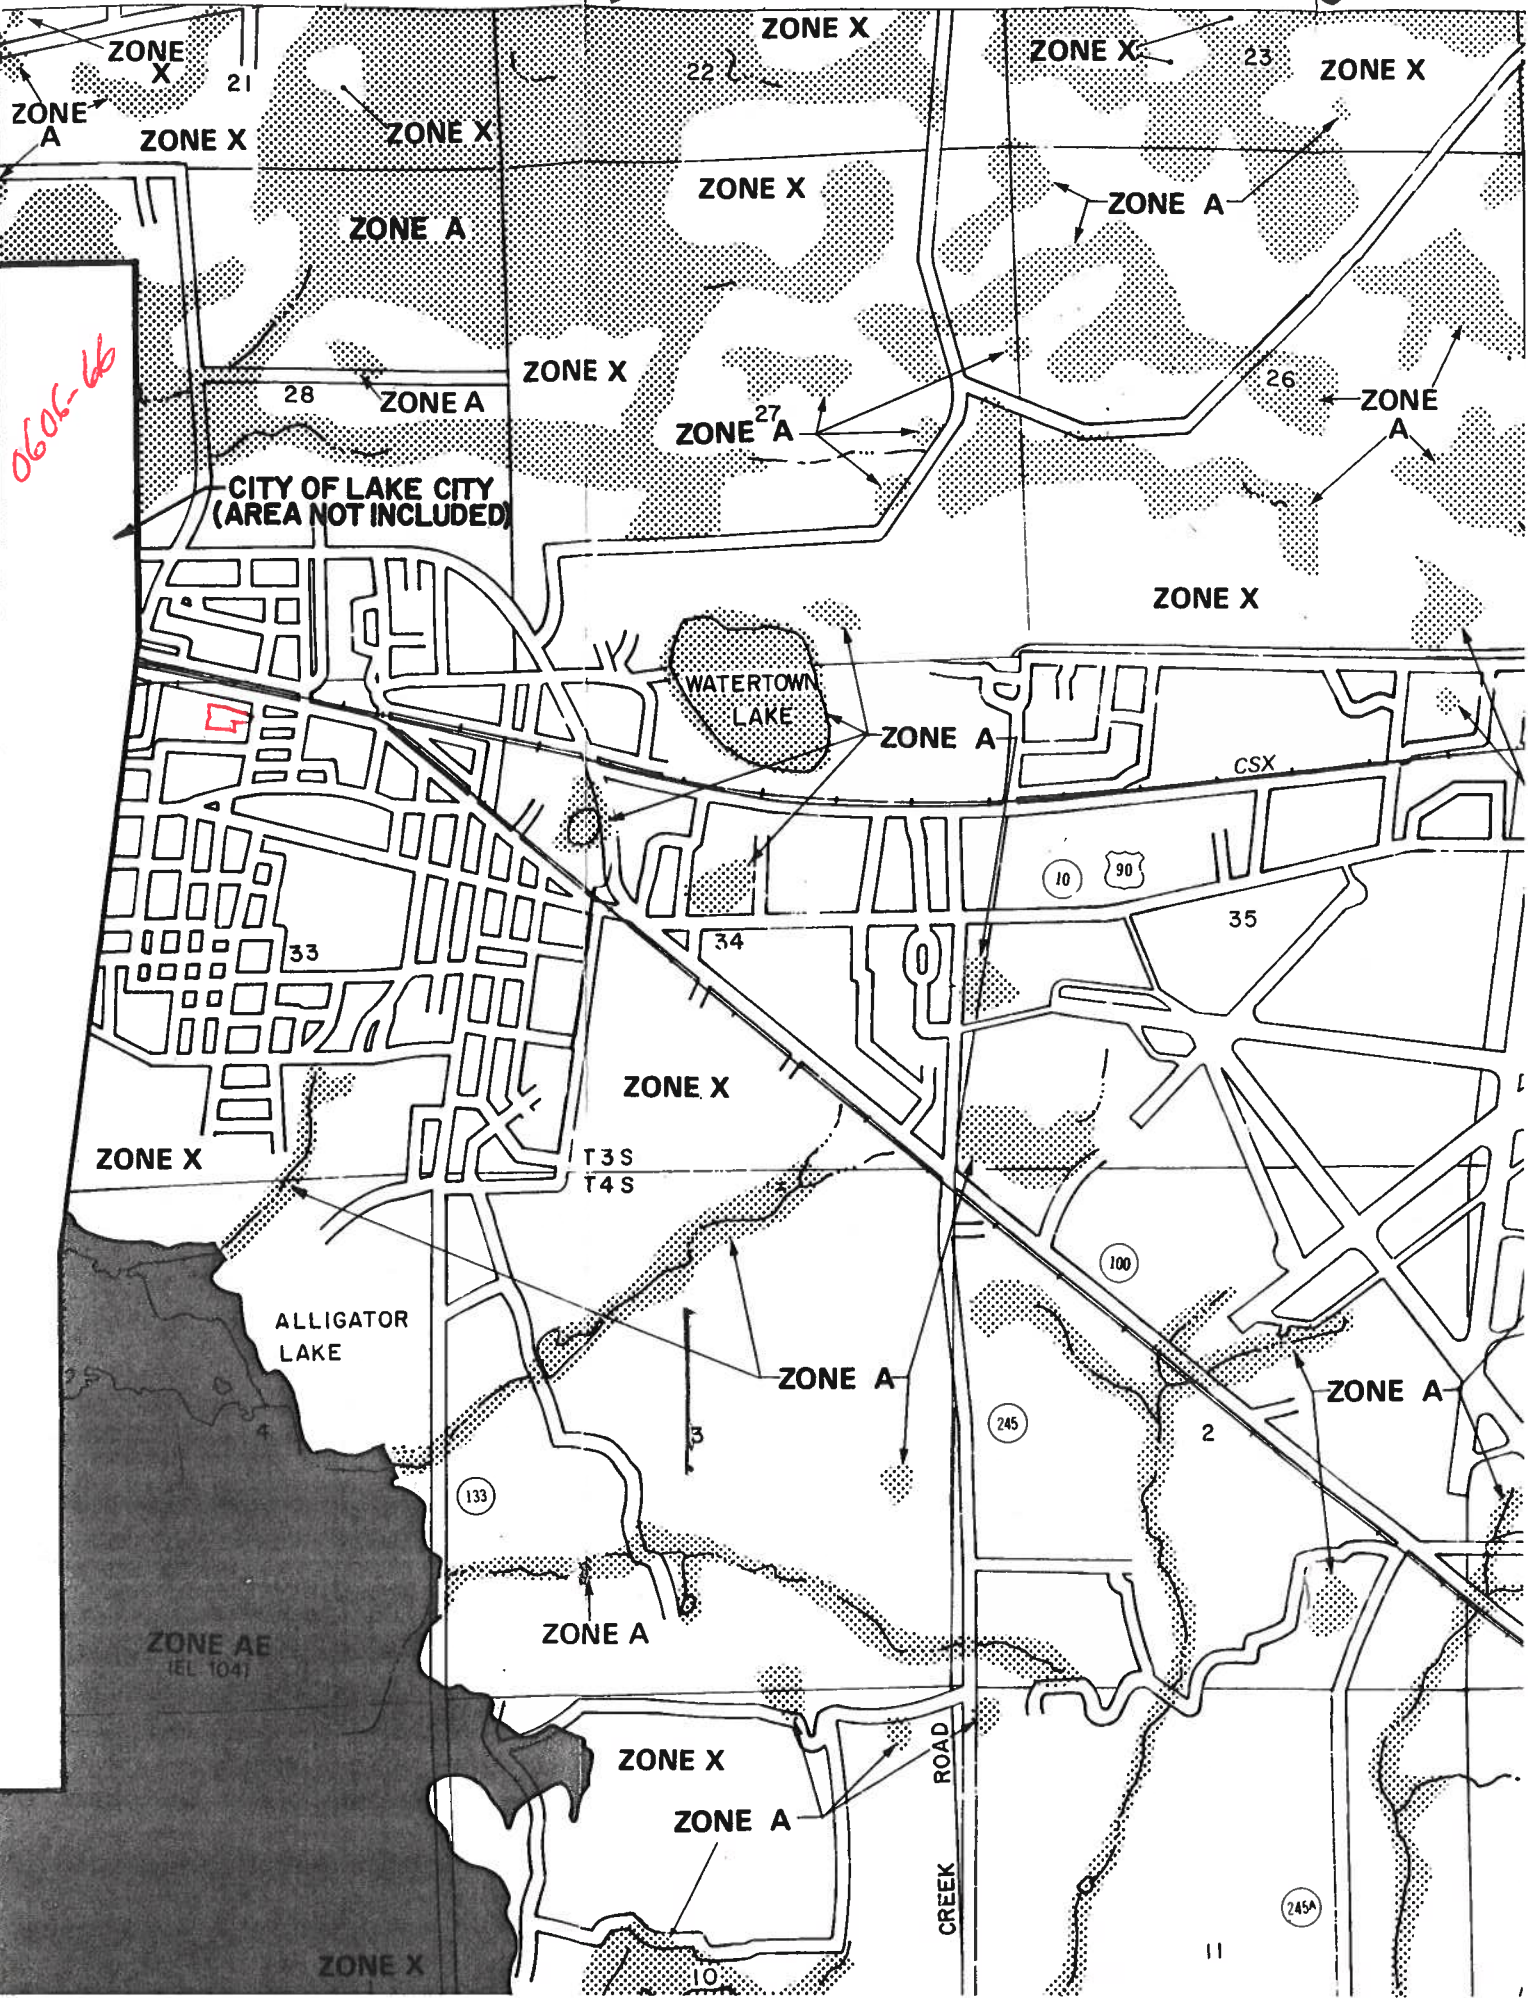 ZONE X
ZONE X
23
ZONE X
ZONE
X
21
22
ZONE
A
ZONE X
ZONE X
ZONE X
ZONE A
ZONE A
0606-66
ZONE X
28
ZONE A
26
27
ZONE A
ZONE
A
CITY OF LAKE CITY
(AREA NOT INCLUDED)
ZONE X
WATERTOWN
LAKE
ZONE A
CSX
10
90
35
34
33
ZONE X
ZONE X
T3S
T4S
100
ALLIGATOR
LAKE
ZONE A
ZONE A
245
2
3
4
133
ZONE A
ZONE AE
(EL 104)
ZONE X
ZONE A
CREEK ROAD
245A
11
10
ZONE X